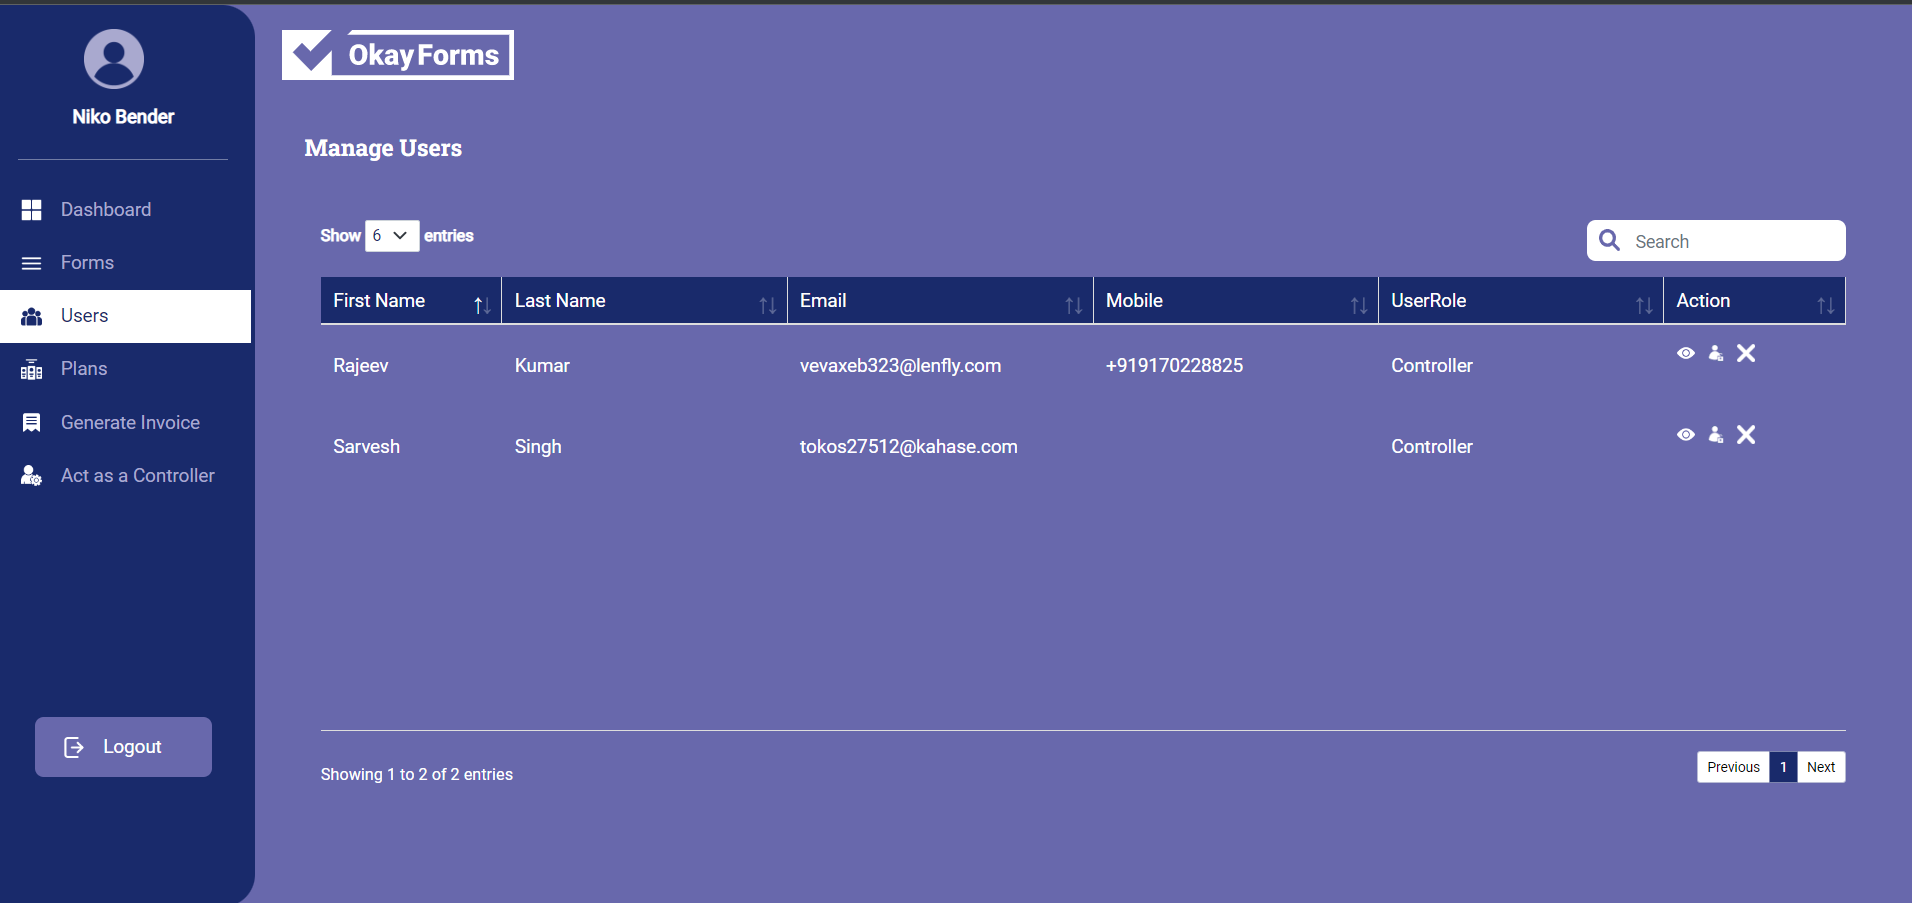 Niko Bender
Dashboard
Forms
Users
Plans
Generate Invoice
Act as a Controller
Logout
OkayForms
Manage Users
Show 6 entries
Search
First Name Last Name Email Mobile UserRole Action
Rajeev Kumar vevaxeb323@lenfly.com +919170228825 Controller
Sarvesh Singh tokos27512@kahase.com Controller
Showing 1 to 2 of 2 entries
Previous 1 Next